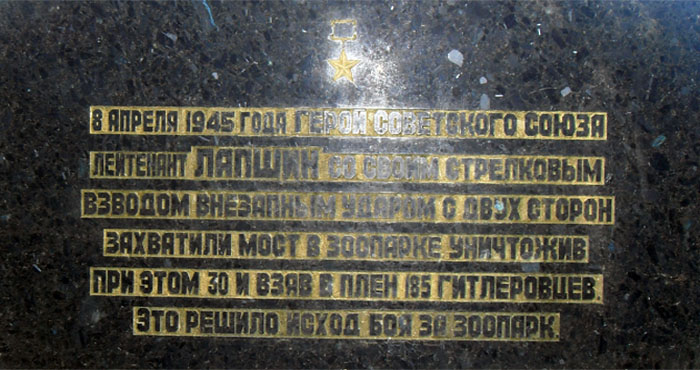 8 АПРЕЛЯ 1945 ГОДА ГЕРОЙ СОВЕТСКОГО СОЮЗА
ЛЕЙТЕНАНТ ЛАПШИН СО СВОИМ СТРЕЛКОВЫМ
ВЗВОДОМ ВНЕЗАПНЫМ УДАРОМ С ДВУХ СТОРОН
ЗАХВАТИЛИ МОСТ В ЗООПАРКЕ УНИЧТОЖИВ
ПРИ ЭТОМ 30 И ВЗЯВ В ПЛЕН 185 ГИТЛЕРОВЦЕВ.
ЭТО РЕШИЛО ИСХОД БОЯ ЗА ЗООПАРК.